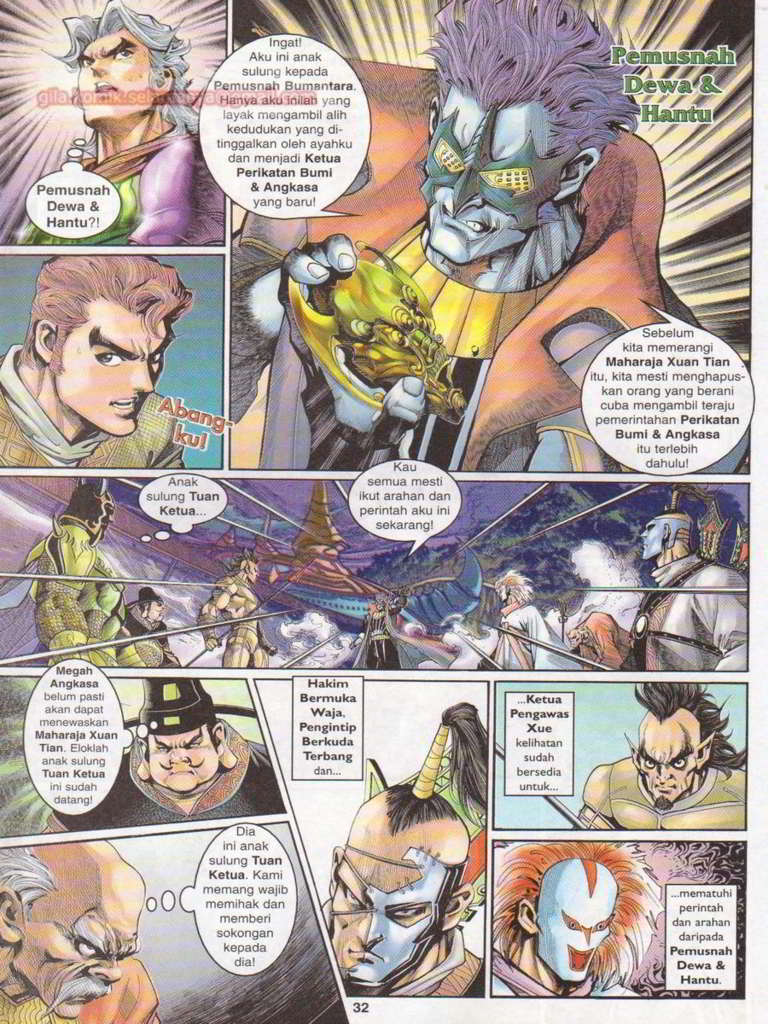 Pemusnah
Dewa &
Hantu?!
Ingat!
Aku ini anak
sulung kepada
Pemusnah Bumantara.
Hanya aku inilah yang
layak mengambil alih
kedudukan yang di-
tinggalkan oleh ayahku
dan menjadi Ketua
Perikatan Bumi
& Angkasa
yang baru!
Pemusnah
Dewa &
Hantu
Abang-
ku!
Sebelum
kita memerangi
Maharaja Xuan Tian
itu, kita mesti menghapus-
kan orang yang berani
cuba mengambil teraju
pemerintahan Perikatan
Bumi & Angkasa
itu terlebih
dahulu!
Anak
sulung Tuan
Ketua...
Kau
semua mesti
ikut arahan dan
perintah aku ini
sekarang!
Megah
Angkasa
belum pasti
akan dapat
menewaskan
Maharaja Xuan
Tian. Eloklah
anak sulung
Tuan Ketua
ini sudah
datang!
Hakim
Bermuka
Waja,
Pengintip
Berkuda
Terbang
dan...
...Ketua
Pengawas
Xue
kelihatan
sudah
bersedia
untuk...
Dia
ini anak
sulung Tuan
Ketua. Kami
memang wajib
memihak dan
memberi
sokongan
kepada
dia!
...mematuhi
perintah
dan arahan
daripada
Pemusnah
Dewa &
Hantu.
32